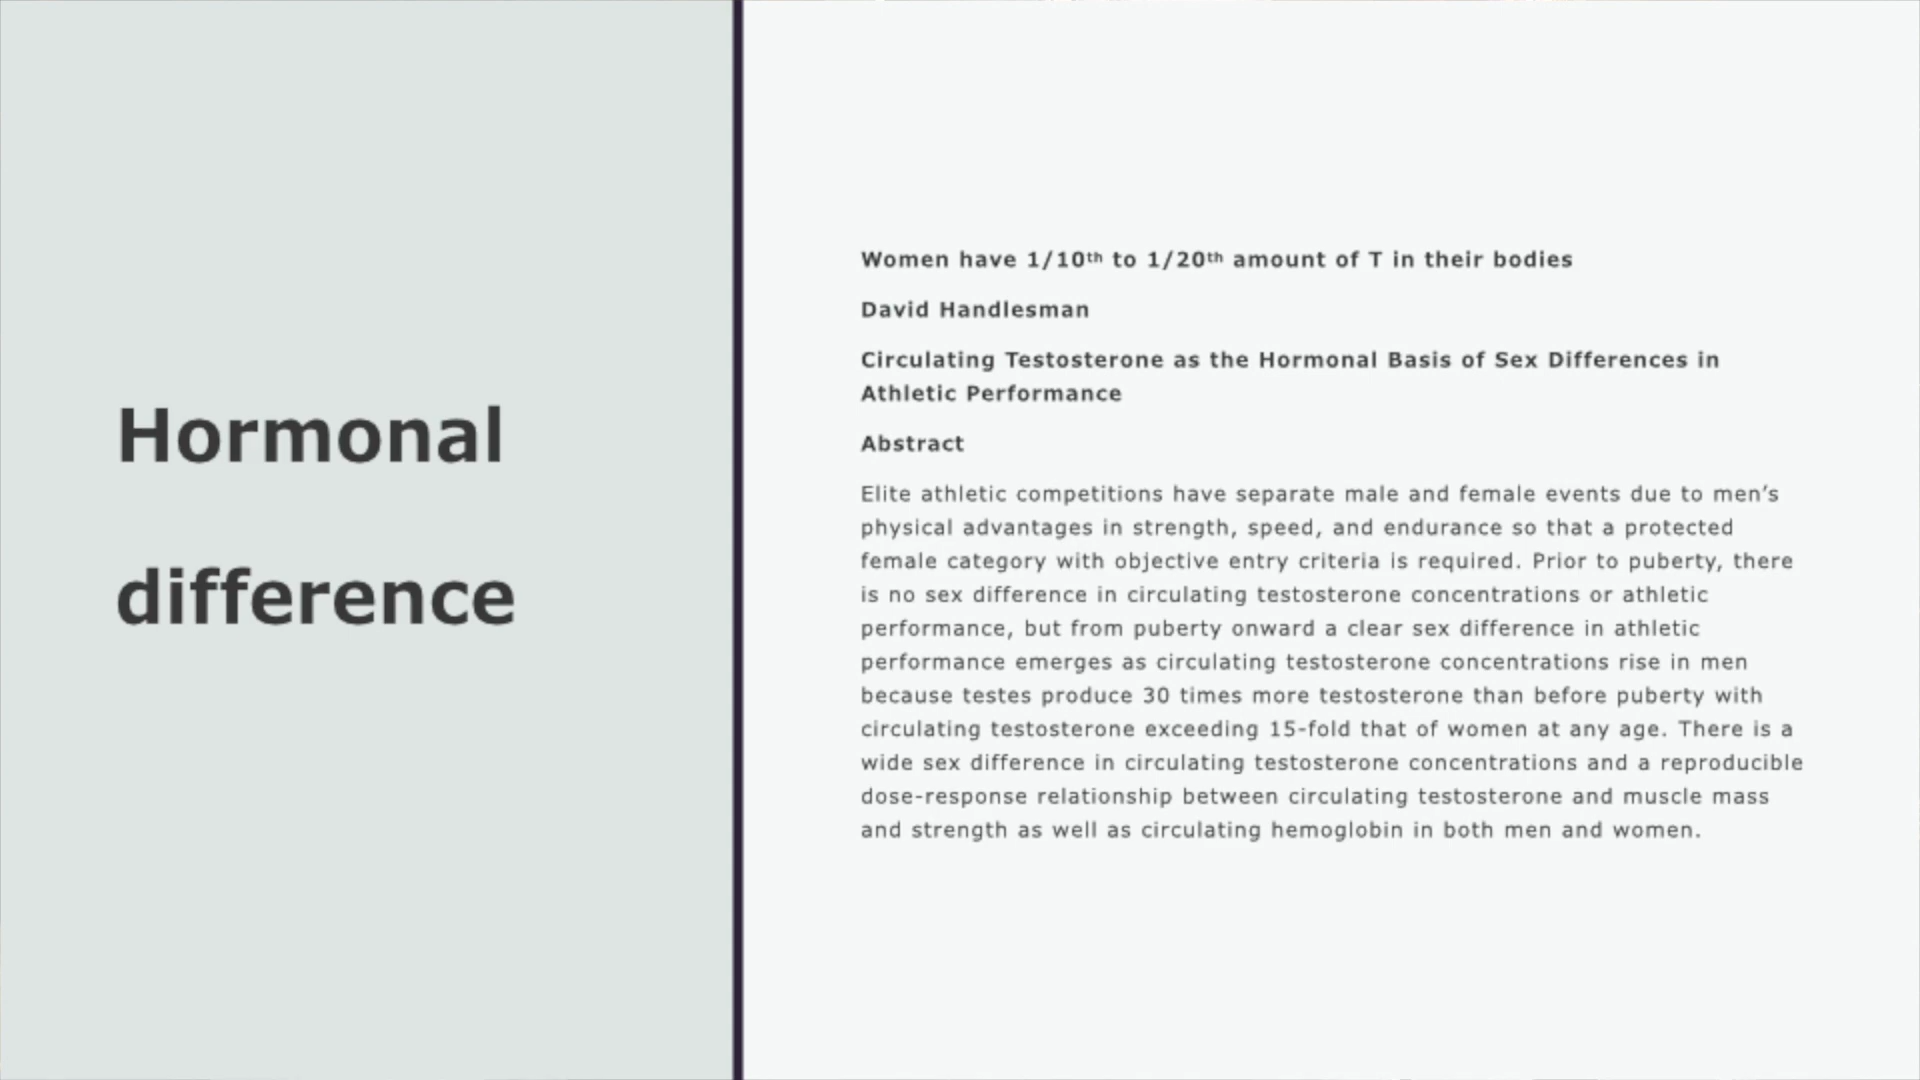 Hormonal
difference
Women have 1/10th to 1/20th amount of T in their bodies
David Handlesman
Circulating Testosterone as the Hormonal Basis of Sex Differences in
Athletic Performance
Abstract
Elite athletic competitions have separate male and female events due to men’s
physical advantages in strength, speed, and endurance so that a protected
female category with objective entry criteria is required. Prior to puberty, there
is no sex difference in circulating testosterone concentrations or athletic
performance, but from puberty onward a clear sex difference in athletic
performance emerges as circulating testosterone concentrations rise in men
because testes produce 30 times more testosterone than before puberty with
circulating testosterone exceeding 15-fold that of women at any age. There is a
wide sex difference in circulating testosterone concentrations and a reproducible
dose-response relationship between circulating testosterone and muscle mass
and strength as well as circulating hemoglobin in both men and women.